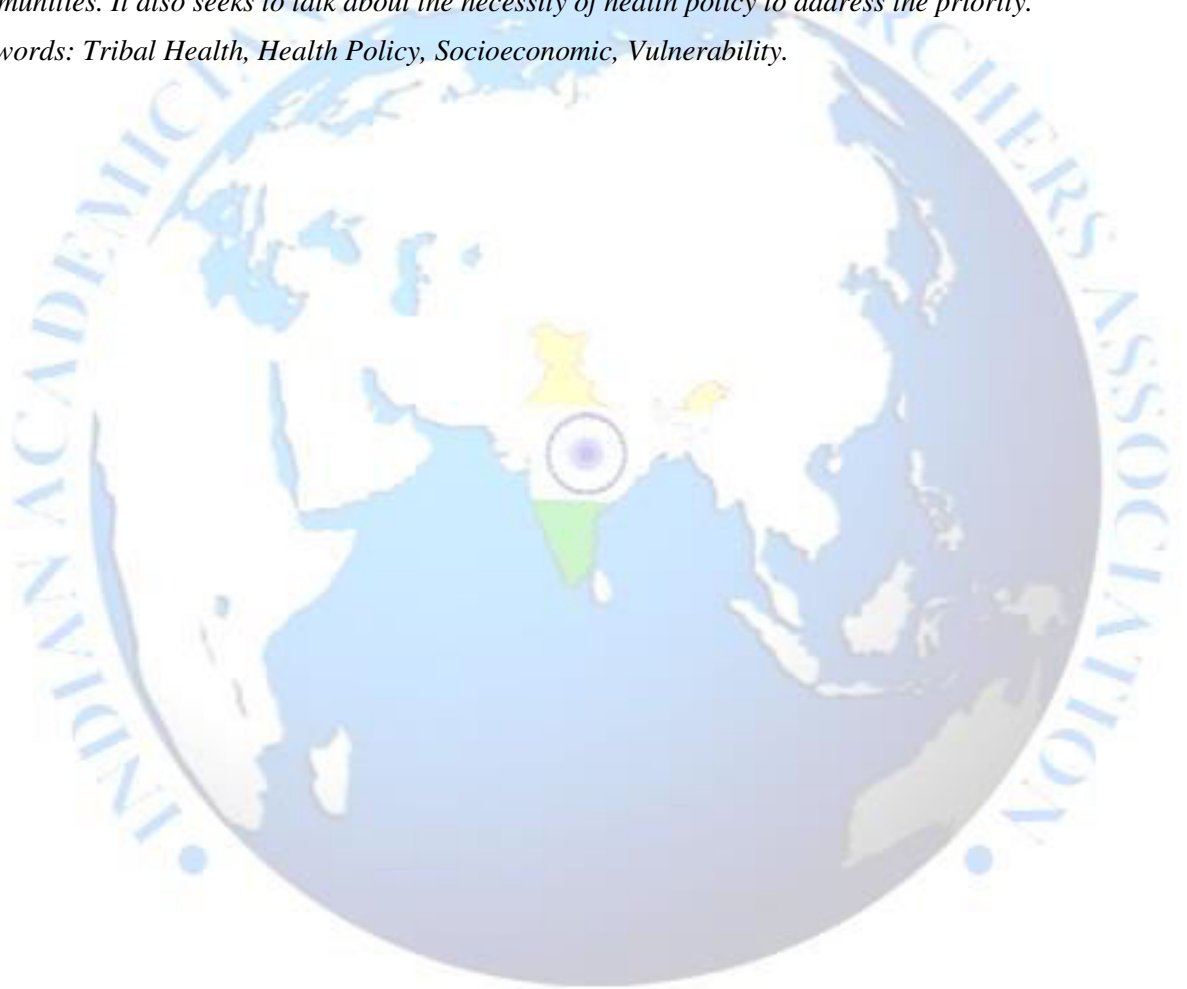 munities. It also seeks to talk about the necessity of health policy to address the priority.
words: Tribal Health, Health Policy, Socioeconomic, Vulnerability.
INDIAN ACADEMICIA
RCHERS ASSOCIATION